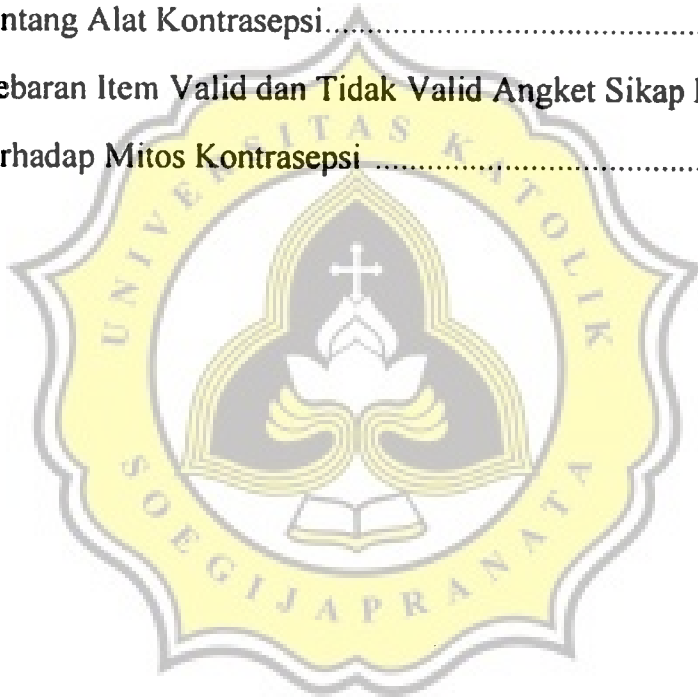 ntang Alat Kontrasepsi
ebaran Item Valid dan Tidak Valid Angket Sikap
rhadap Mitos Kontrasepsi
UNIVERSITAS KATOLIK
SOEGIJAPRANATA